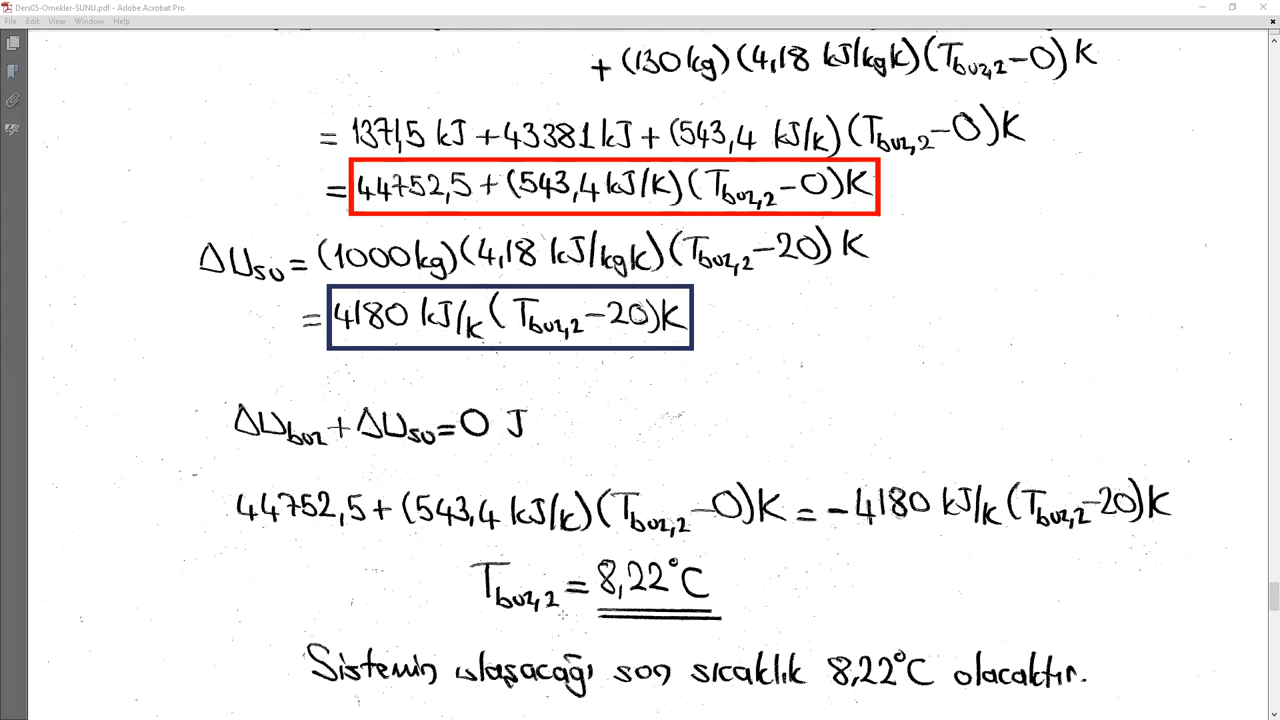 Ders05-Ornekler-SUNU.pdf - Adobe Acrobat Pro
File Edit View Window Help
+ (130 kg) (4,18 kJ/kgK) (Tbuz,2 - 0) K
= 1371,5 kJ + 43381 kJ + (543,4 kJ/K) (Tbuz,2 - 0) K
= 44752,5 + (543,4 kJ/K) (Tbuz,2 - 0) K
ΔUsu = (1000 kg) (4,18 kJ/kgK) (Tbuz,2 - 20) K
= 4180 kJ/K (Tbuz,2 - 20) K
ΔUbuz + ΔUsu = 0 J
44752,5 + (543,4 kJ/K) (Tbuz,2 - 0) K = - 4180 kJ/K (Tbuz,2 - 20) K
Tbuz,2 = 8,22°C
Sistemin ulaşacağı son sıcaklık 8,22°C olacaktır.